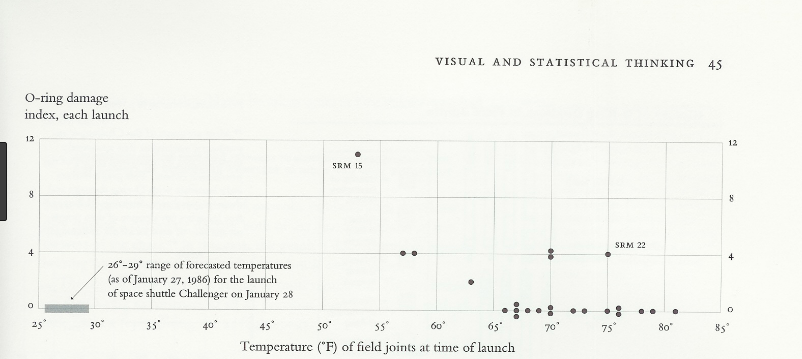 VISUAL AND STATISTICAL THINKING 45
O-ring damage
index, each launch
12 12
SRM 15
8 8
SRM 22
4 4
26°–29° range of forecasted temperatures
(as of January 27, 1986) for the launch
of space shuttle Challenger on January 28
0 0
25° 30° 35° 40° 45° 50° 55° 60° 65° 70° 75° 80° 85°
Temperature (°F) of field joints at time of launch